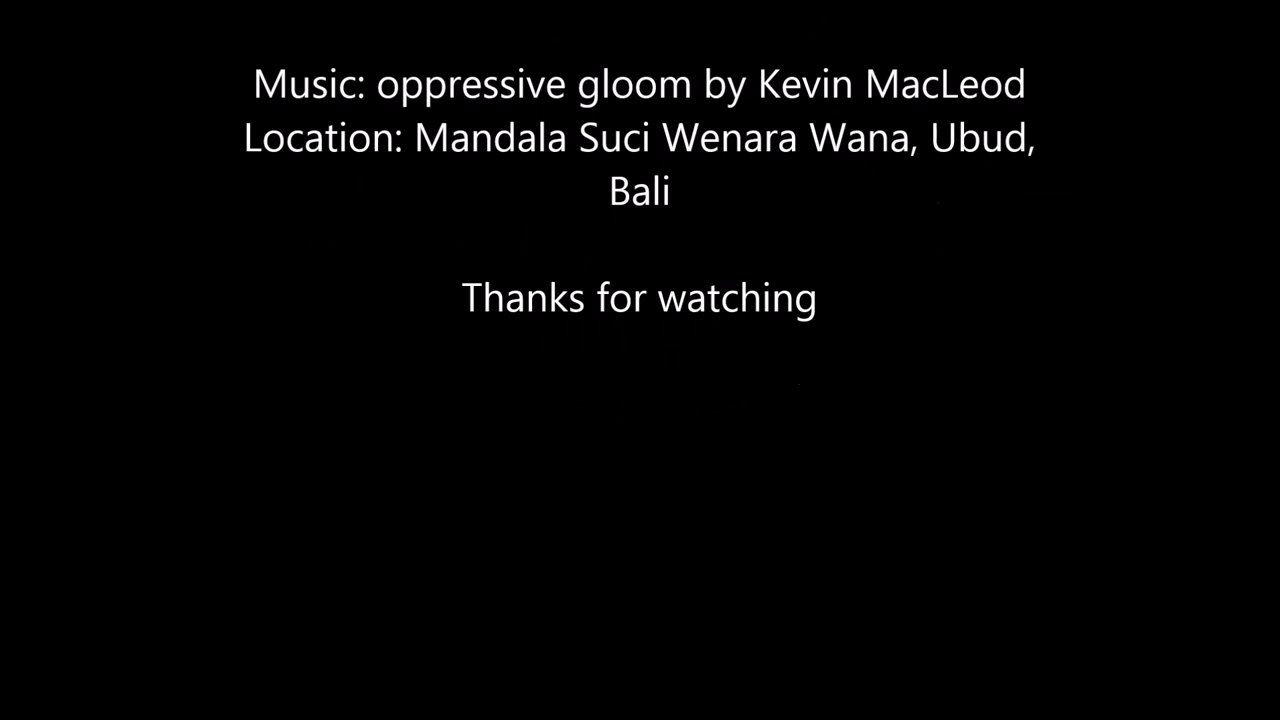 Music: oppressive gloom by Kevin MacLeod
Location: Mandala Suci Wenara Wana, Ubud,
Bali
Thanks for watching